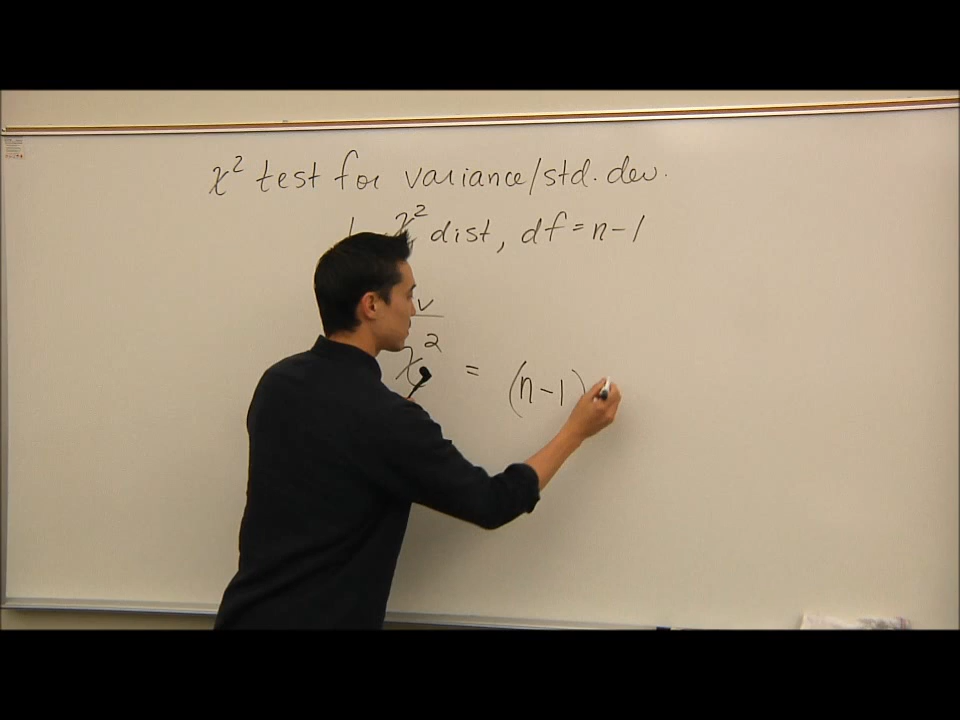 χ² test for variance/std. dev.
χ² dist, df = n-1
χ² = (n-1)